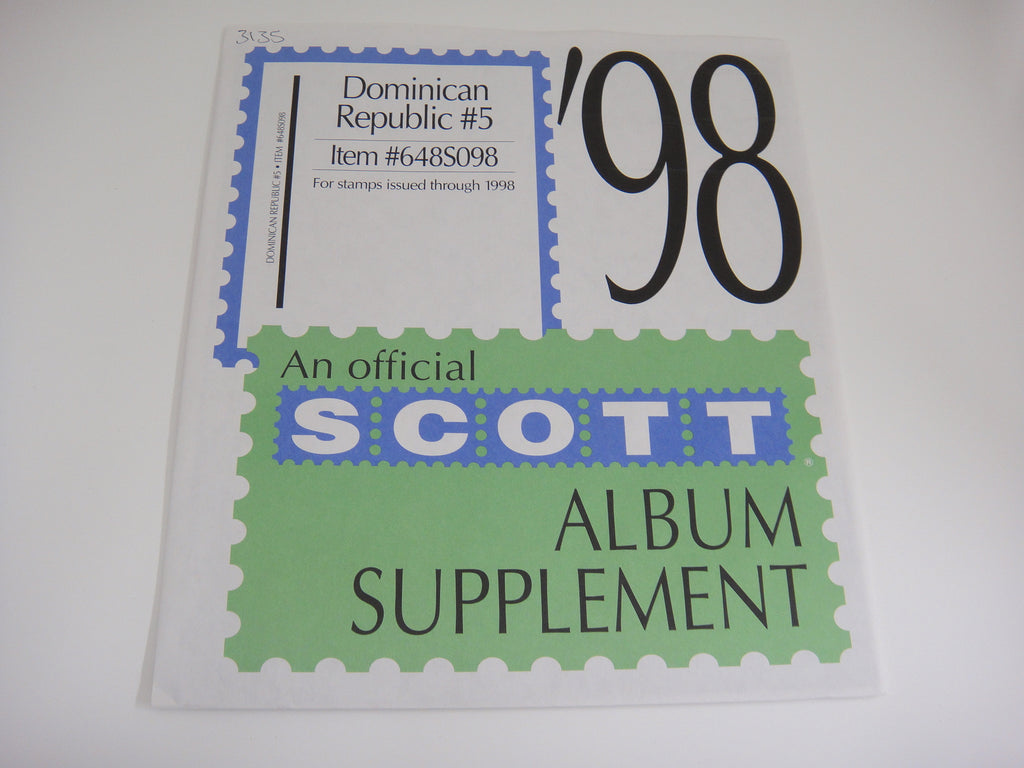 3135
Dominican
Republic #5
Item #648S098
For stamps issued through 1998
DOMINICAN REPUBLIC #5 • ITEM #648S098
'98
An official
SCOTT
®
ALBUM
SUPPLEMENT